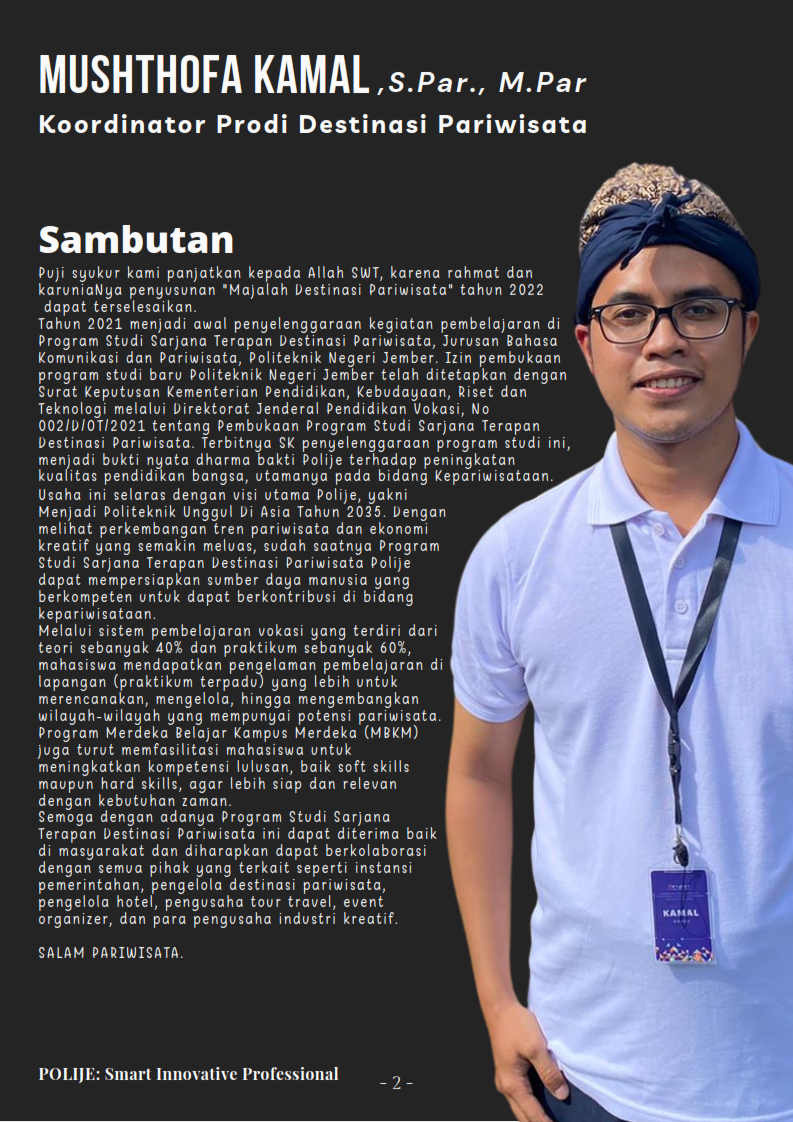 MUSHTHOFA KAMAL ,S.Par., M.Par
Koordinator Prodi Destinasi Pariwisata
Sambutan
Puji syukur kami panjatkan kepada Allah SWT, karena rahmat dan
karuniaNya penyusunan "Majalah Destinasi Pariwisata" tahun 2022
dapat terselesaikan.
Tahun 2021 menjadi awal penyelenggaraan kegiatan pembelajaran di
Program Studi Sarjana Terapan Destinasi Pariwisata, Jurusan Bahasa
Komunikasi dan Pariwisata, Politeknik Negeri Jember. Izin pembukaan
program studi baru Politeknik Negeri Jember telah ditetapkan dengan
Surat Keputusan Kementerian Pendidikan, Kebudayaan, Riset dan
Teknologi melalui Direktorat Jenderal Pendidikan Vokasi, No
002/D/OT/2021 tentang Pembukaan Program Studi Sarjana Terapan
Destinasi Pariwisata. Terbitnya SK penyelenggaraan program studi ini,
menjadi bukti nyata dharma bakti Polije terhadap peningkatan
kualitas pendidikan bangsa, utamanya pada bidang Kepariwisataan.
Usaha ini selaras dengan visi utama Polije, yakni
Menjadi Politeknik Unggul Di Asia Tahun 2035. Dengan
melihat perkembangan tren pariwisata dan ekonomi
kreatif yang semakin meluas, sudah saatnya Program
Studi Sarjana Terapan Destinasi Pariwisata Polije
dapat mempersiapkan sumber daya manusia yang
berkompeten untuk dapat berkontribusi di bidang
kepariwisataan.
Melalui sistem pembelajaran vokasi yang terdiri dari
teori sebanyak 40% dan praktikum sebanyak 60%,
mahasiswa mendapatkan pengelaman pembelajaran di
lapangan (praktikum terpadu) yang lebih untuk
merencanakan, mengelola, hingga mengembangkan
wilayah-wilayah yang mempunyai potensi pariwisata.
Program Merdeka Belajar Kampus Merdeka (MBKM)
juga turut memfasilitasi mahasiswa untuk
meningkatkan kompetensi lulusan, baik soft skills
maupun hard skills, agar lebih siap dan relevan
dengan kebutuhan zaman.
Semoga dengan adanya Program Studi Sarjana
Terapan Destinasi Pariwisata ini dapat diterima baik
di masyarakat dan diharapkan dapat berkolaborasi
dengan semua pihak yang terkait seperti instansi
pemerintahan, pengelola destinasi pariwisata,
pengelola hotel, pengusaha tour travel, event
organizer, dan para pengusaha industri kreatif.
SALAM PARIWISATA.
KAMAL
POLIJE: Smart Innovative Professional
- 2 -